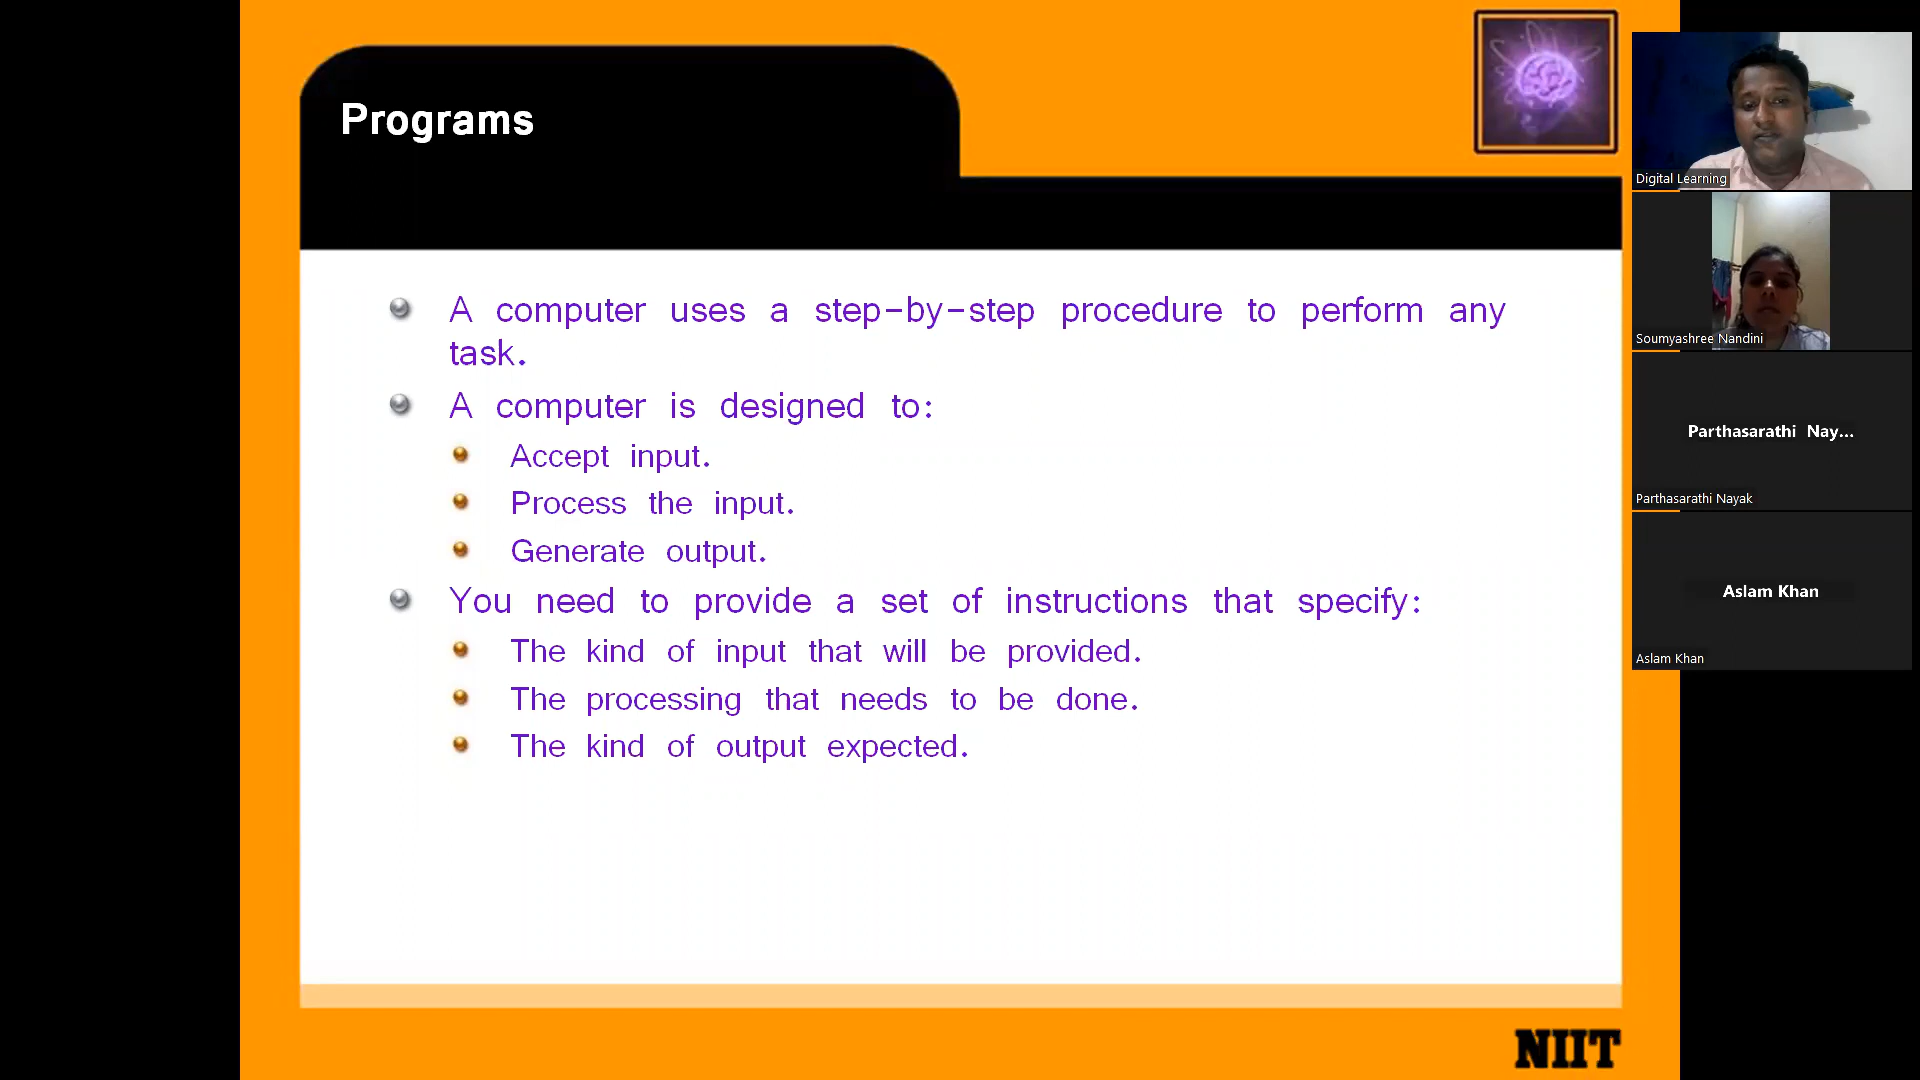 Programs
A computer uses a step-by-step procedure to perform any
task.
A computer is designed to:
Accept input.
Process the input.
Generate output.
You need to provide a set of instructions that specify:
The kind of input that will be provided.
The processing that needs to be done.
The kind of output expected.
NIIT
Digital Learning
Soumyashree Nandini
Parthasarathi Nay...
Parthasarathi Nayak
Aslam Khan
Aslam Khan